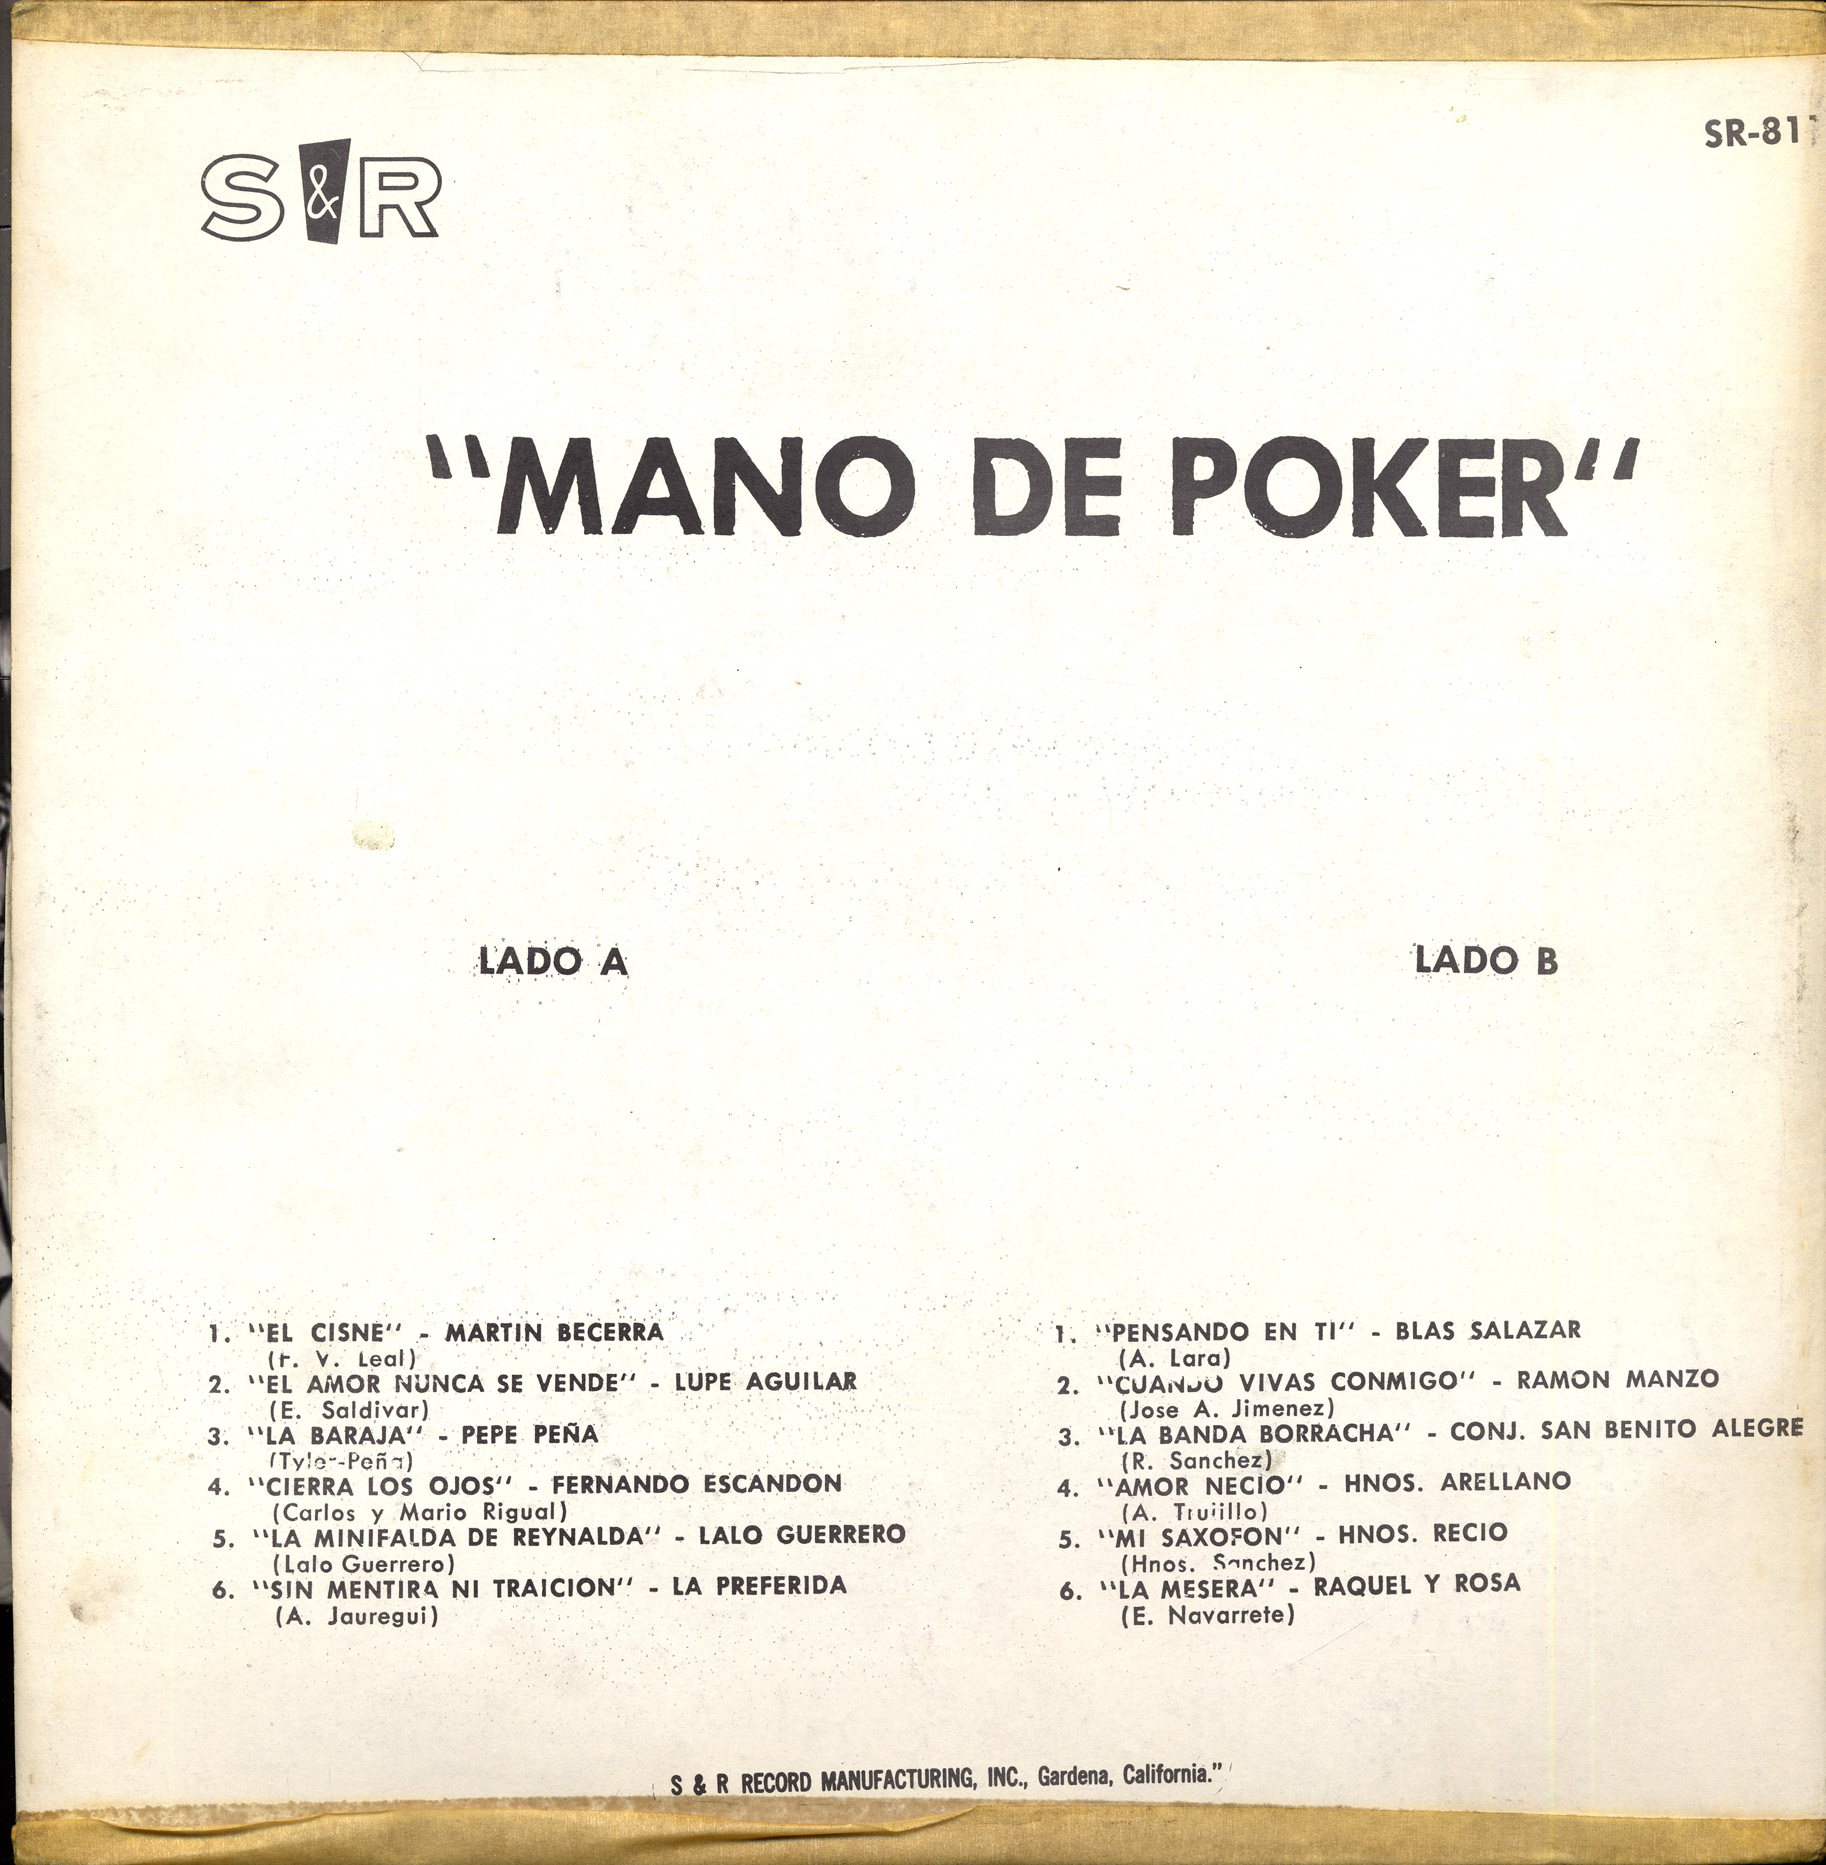 S&R
"MANO DE POKER"
LADO A
1. "EL CISNE" - MARTIN BECERRA
V. Leal)
2. "EL AMOR NUNCA SE VENDE" - LUPE AGUILAR
(E. Saldivar)
3. "LA BARAJA" - PEPE PEÑA
(Tyler-Peña)
4. "CIERRA LOS OJOS" - FERNANDO ESCANDON
(Carlos y Mario Rigual)
5. "LA MINIFALDA DE REYNALDA" - LALO GUERRERO
(Lalo Guerrero)
6. "SIN MENTIRA NI TRAICION" - LA PREFERIDA
(A. Jauregui)
LADO B
1. "PENSANDO EN TI" - BLAS SALAZAR
(A. Lara)
2. "CUANDO VIVAS CONMIGO" - RAMON MANZO
(Jose A. Jimenez)
3. "LA BANDA BORRACHA" - CONJ. SAN BENITO ALEGRE
(R. Sanchez)
4. "AMOR NECIO" - HNOS. ARELLANO
(A. Trujillo)
5. "MI SAXOFON" - HNOS. RECIO
(Hnos. Sanchez)
6. "LA MESERA" - RAQUEL Y ROSA
(E. Navarrete)
S & R RECORD MANUFACTURING, INC., Gardena, California."